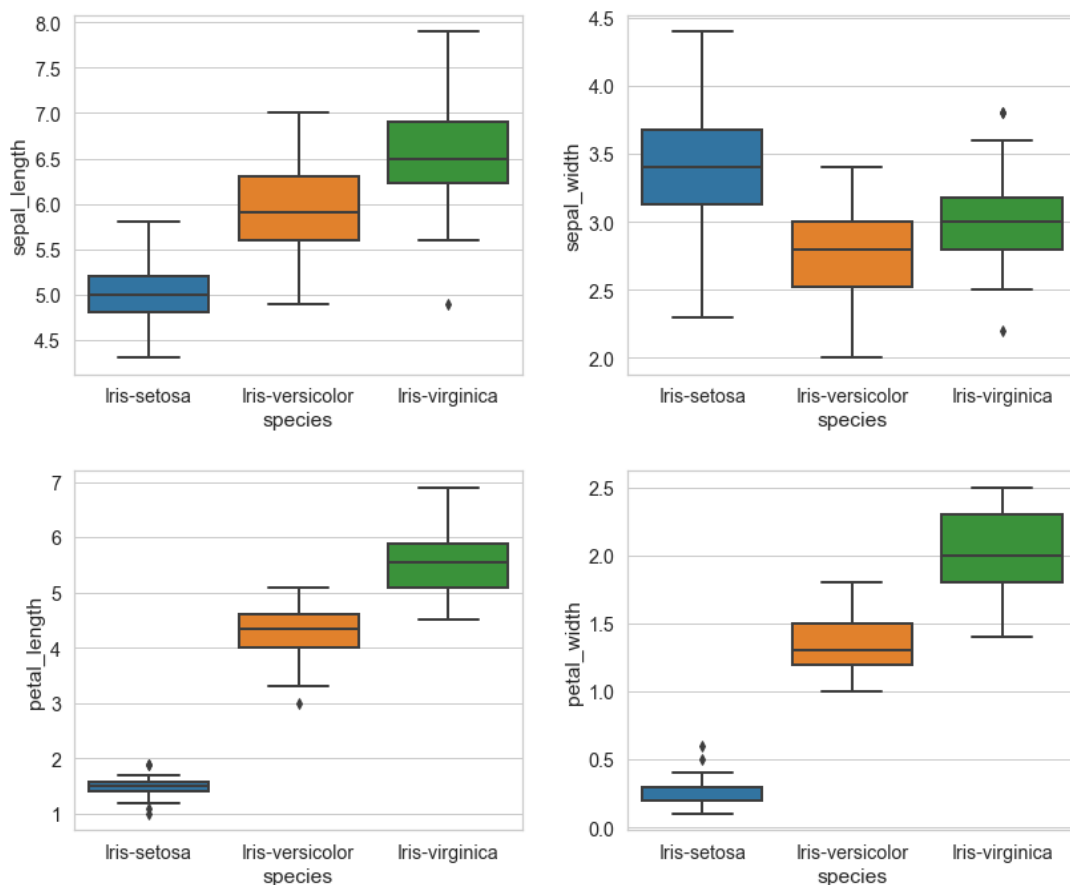 sepal_length
8.0
7.5
7.0
6.5
6.0
5.5
5.0
4.5
Iris-setosa Iris-versicolor Iris-virginica
species
sepal_width
4.5
4.0
3.5
3.0
2.5
2.0
Iris-setosa Iris-versicolor Iris-virginica
species
petal_length
7
6
5
4
3
2
1
Iris-setosa Iris-versicolor Iris-virginica
species
petal_width
2.5
2.0
1.5
1.0
0.5
0.0
Iris-setosa Iris-versicolor Iris-virginica
species